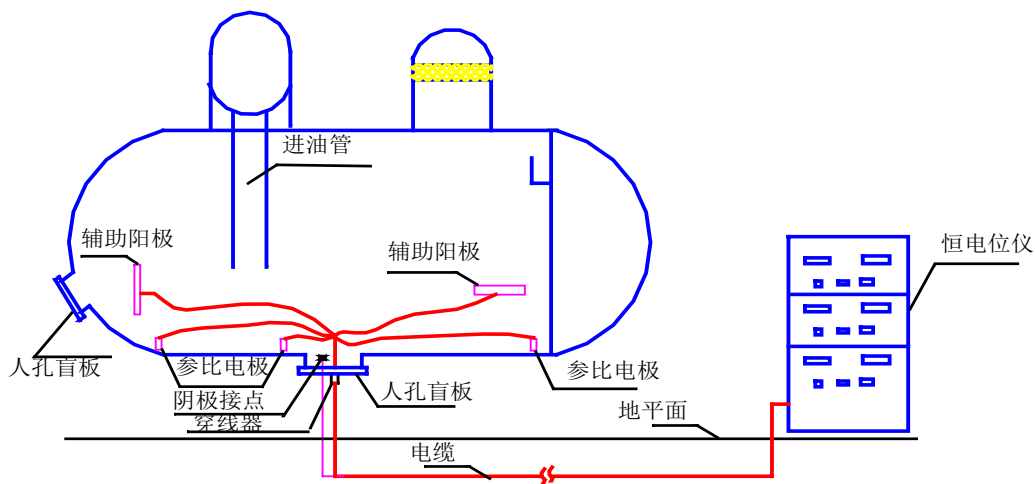 进油管
辅助阳极
辅助阳极
恒电位仪
人孔盲板
参比电极
参比电极
阴极接点
人孔盲板
穿线器
地平面
电缆